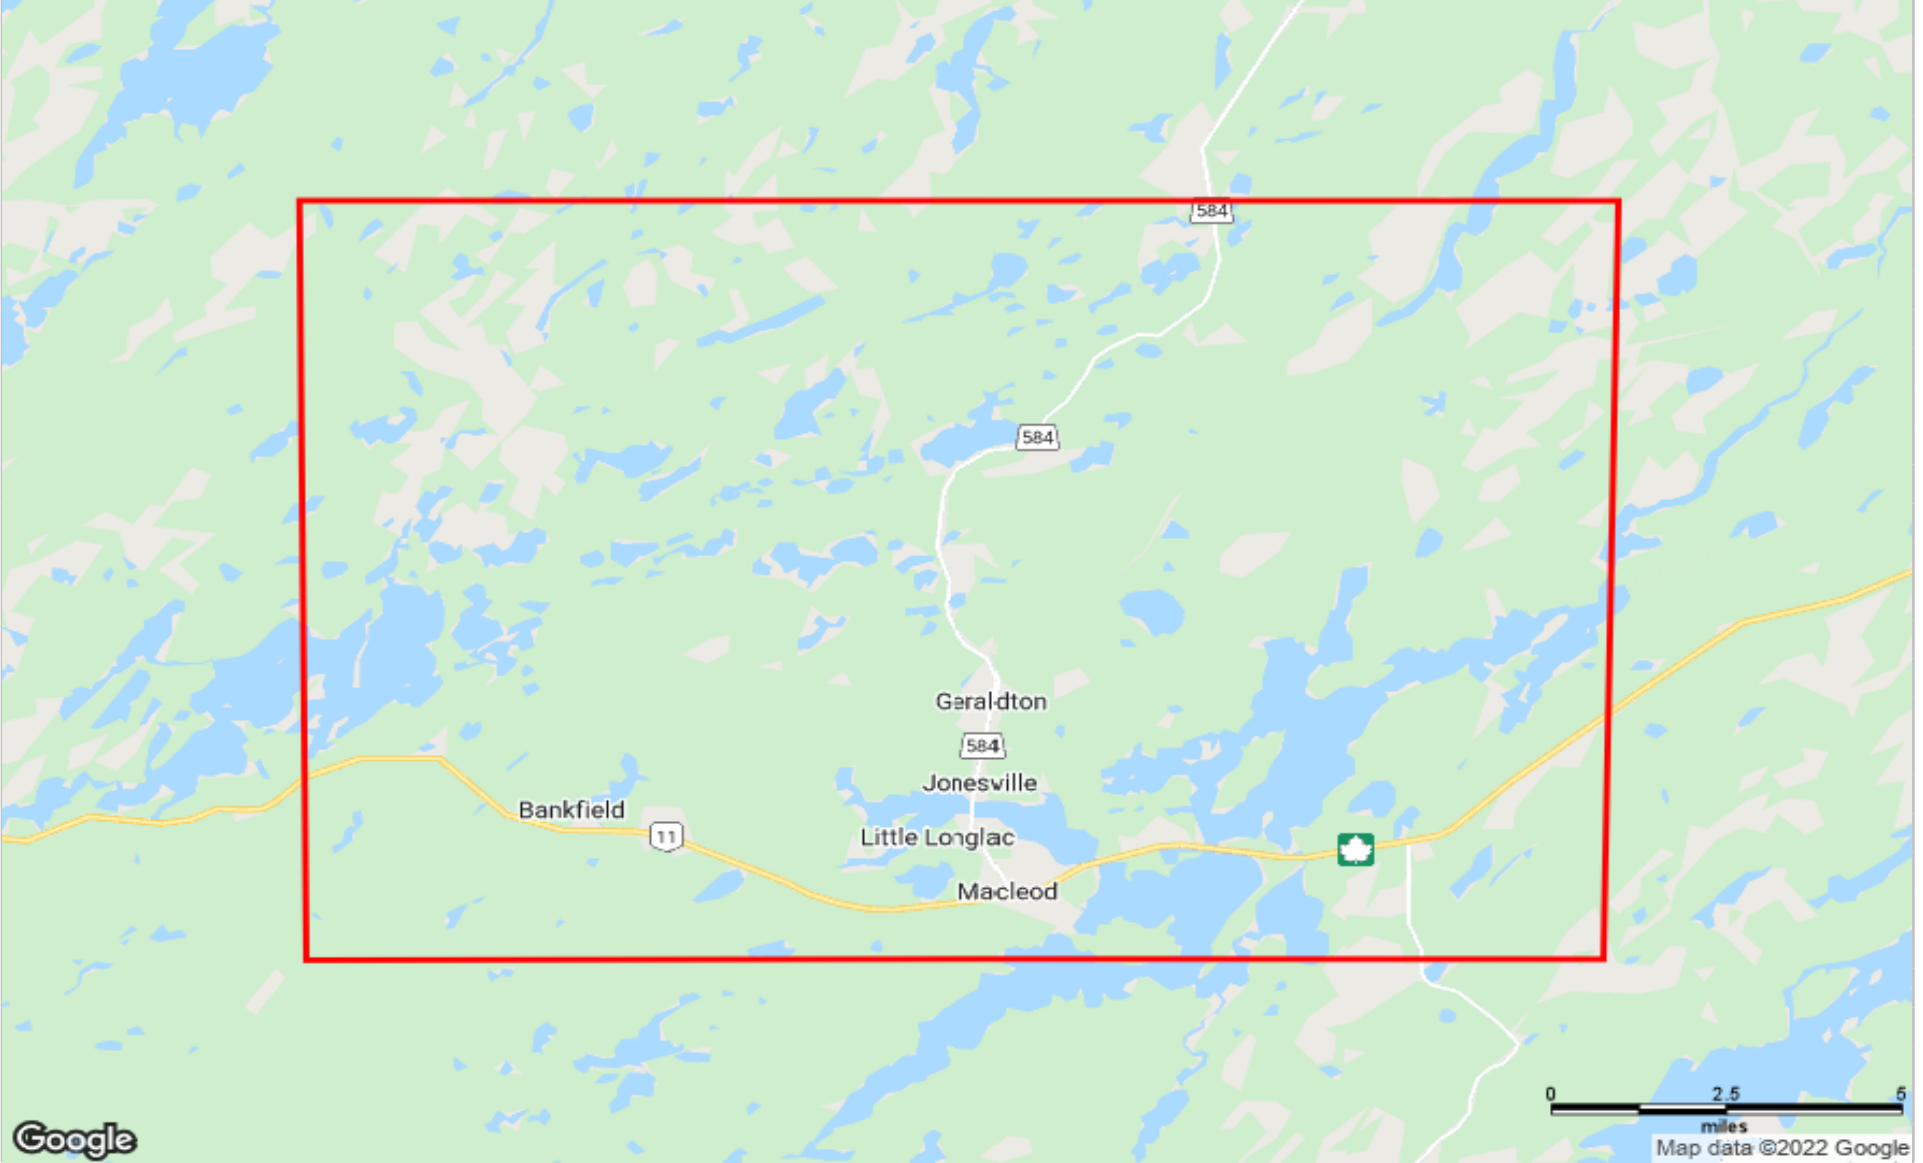 584
584
Geraldton
584
Jonesville
Bankfield
11
Little Longlac
Macleod
0 2.5 5
miles
Google
Map data ©2022 Google